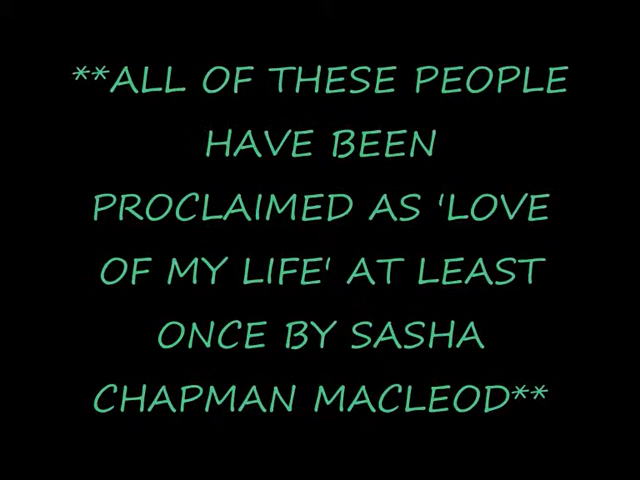 **ALL OF THESE PEOPLE
HAVE BEEN
PROCLAIMED AS 'LOVE
OF MY LIFE' AT LEAST
ONCE BY SASHA
CHAPMAN MACLEOD**